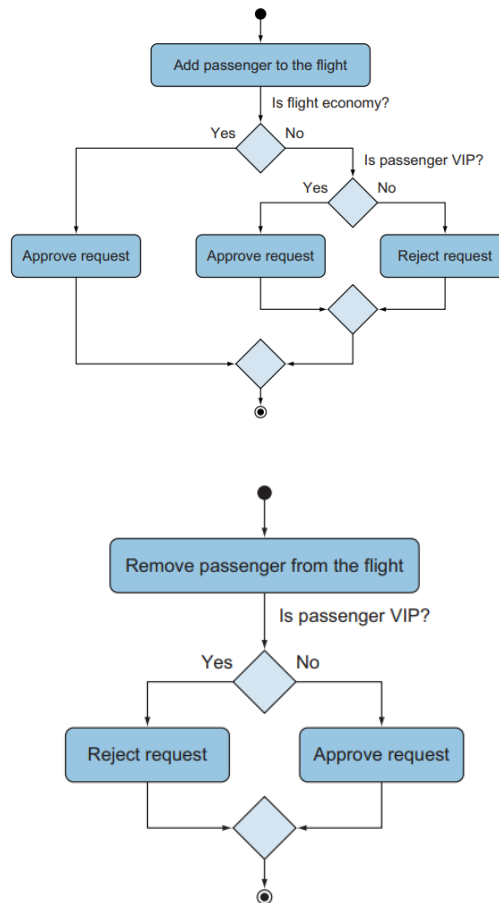 Add passenger to the flight
Is flight economy?
Yes No
Is passenger VIP?
Yes No
Approve request Approve request Reject request
Remove passenger from the flight
Is passenger VIP?
Yes No
Reject request Approve request